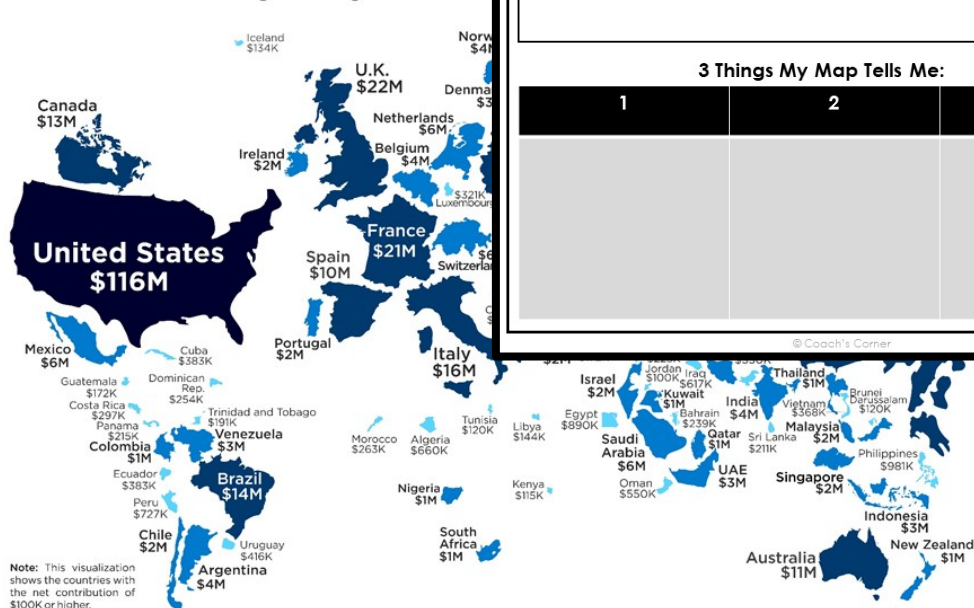 Iceland
$134K
Norw
$4M
U.K.
$22M
Denma
Canada
$13M
Netherlands
$6M
Belgium
$4M
Ireland
$2M
$321K
Luxembourg
France
$21M
United States
$116M
Spain
$10M
Switzerlan
Portugal
$2M
Italy
$16M
Mexico
$6M
Cuba
$383K
Guatemala
$172K
Dominican
Rep.
$254K
Costa Rica
$297K
Trinidad and Tobago
$191K
Panama
$215K
Colombia
$1M
Venezuela
$3M
Ecuador
$383K
Brazil
$14M
Peru
$727K
Chile
$2M
Uruguay
$416K
Argentina
$4M
Note: This visualization
shows the countries with
the net contribution of
$100K or higher.
Morocco
$263K
Algeria
$660K
Tunisia
$120K
Libya
$144K
Egypt
$890K
Nigeria
$1M
Kenya
$115K
South
Africa
$1M
Israel
$2M
Jordan
$100K
Iraq
$617K
Kuwait
$1M
Bahrain
$239K
Saudi
Arabia
$6M
Qatar
$1M
UAE
$3M
Oman
$550K
India
$4M
Sri Lanka
$211K
Thailand
$1M
Vietnam
$368K
Brunei
Darussalam
$120K
Malaysia
$2M
Philippines
$981K
Singapore
$2M
Indonesia
$3M
Australia
$11M
New Zealand
$1M
3 Things My Map Tells Me:
1
2
© Coach's Corner